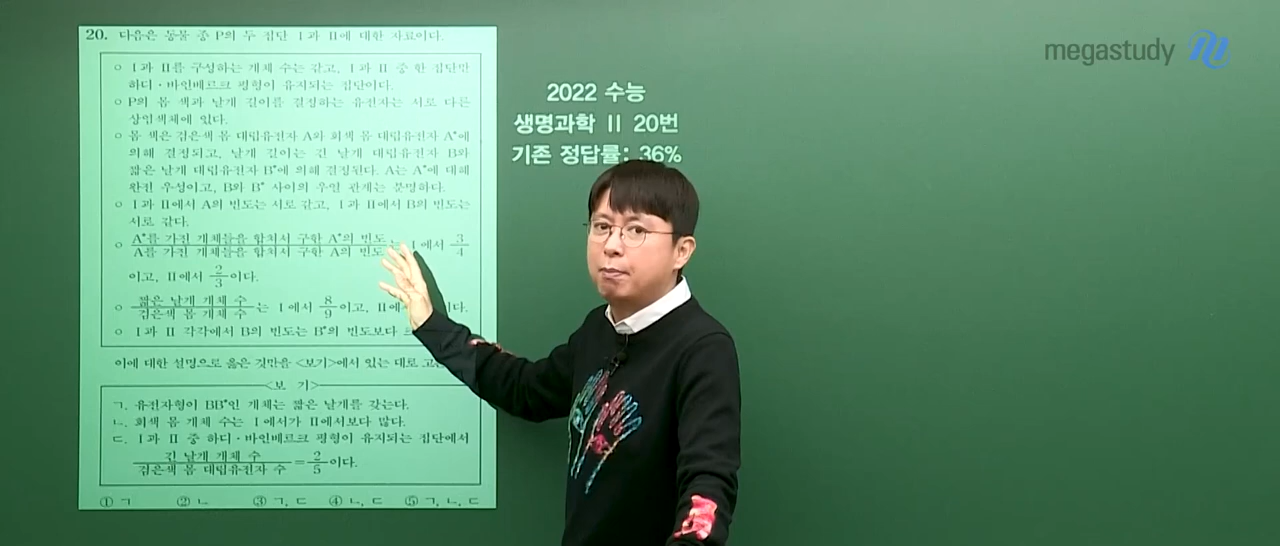 megastudy
2022 수능
생명과학 II 20번
기존 정답률: 36%
20. 다음은 동물 종 P의 두 집단 I과 II에 대한 자료이다.
○ I과 II를 구성하는 개체 수는 같고, I과 II 중 한 집단만
하디·바인베르크 평형이 유지되는 집단이다.
○ P의 몸 색과 날개 길이를 결정하는 유전자는 서로 다른
상염색체에 있다.
○ 몸 색은 검은색 몸 대립유전자 A와 회색 몸 대립유전자 A*에
의해 결정되고, 날개 길이는 긴 날개 대립유전자 B와
짧은 날개 대립유전자 B*에 의해 결정된다. A는 A*에 대해
완전 우성이고, B와 B* 사이의 우열 관계는 분명하다.
○ I과 II에서 A의 빈도는 서로 같고, I과 II에서 B의 빈도는
서로 같다.
○ A*를 가진 개체들을 합쳐서 구한 A*의 빈도
A를 가진 개체들을 합쳐서 구한 A의 빈도
I에서 3/4
이고, II에서 2/3이다.
○ 짧은 날개 개체 수
검은색 몸 개체 수
는 I에서 8/9이고, II에
이다.
○ I과 II 각각에서 B의 빈도는 B*의 빈도보다
이에 대한 설명으로 옳은 것만을 <보기>에서 있는 대로
<보 기>
ㄱ. 유전자형이 BB*인 개체는 짧은 날개를 갖는다.
ㄴ. 회색 몸 개체 수는 I에서가 II에서보다 많다.
ㄷ. I과 II 중 하디·바인베르크 평형이 유지되는 집단에서
긴 날개 개체 수
검은색 몸 대립유전자 수
=2/5이다.
① ㄱ ② ㄴ ③ ㄱ, ㄷ ④ ㄴ, ㄷ ⑤ ㄱ, ㄴ, ㄷ